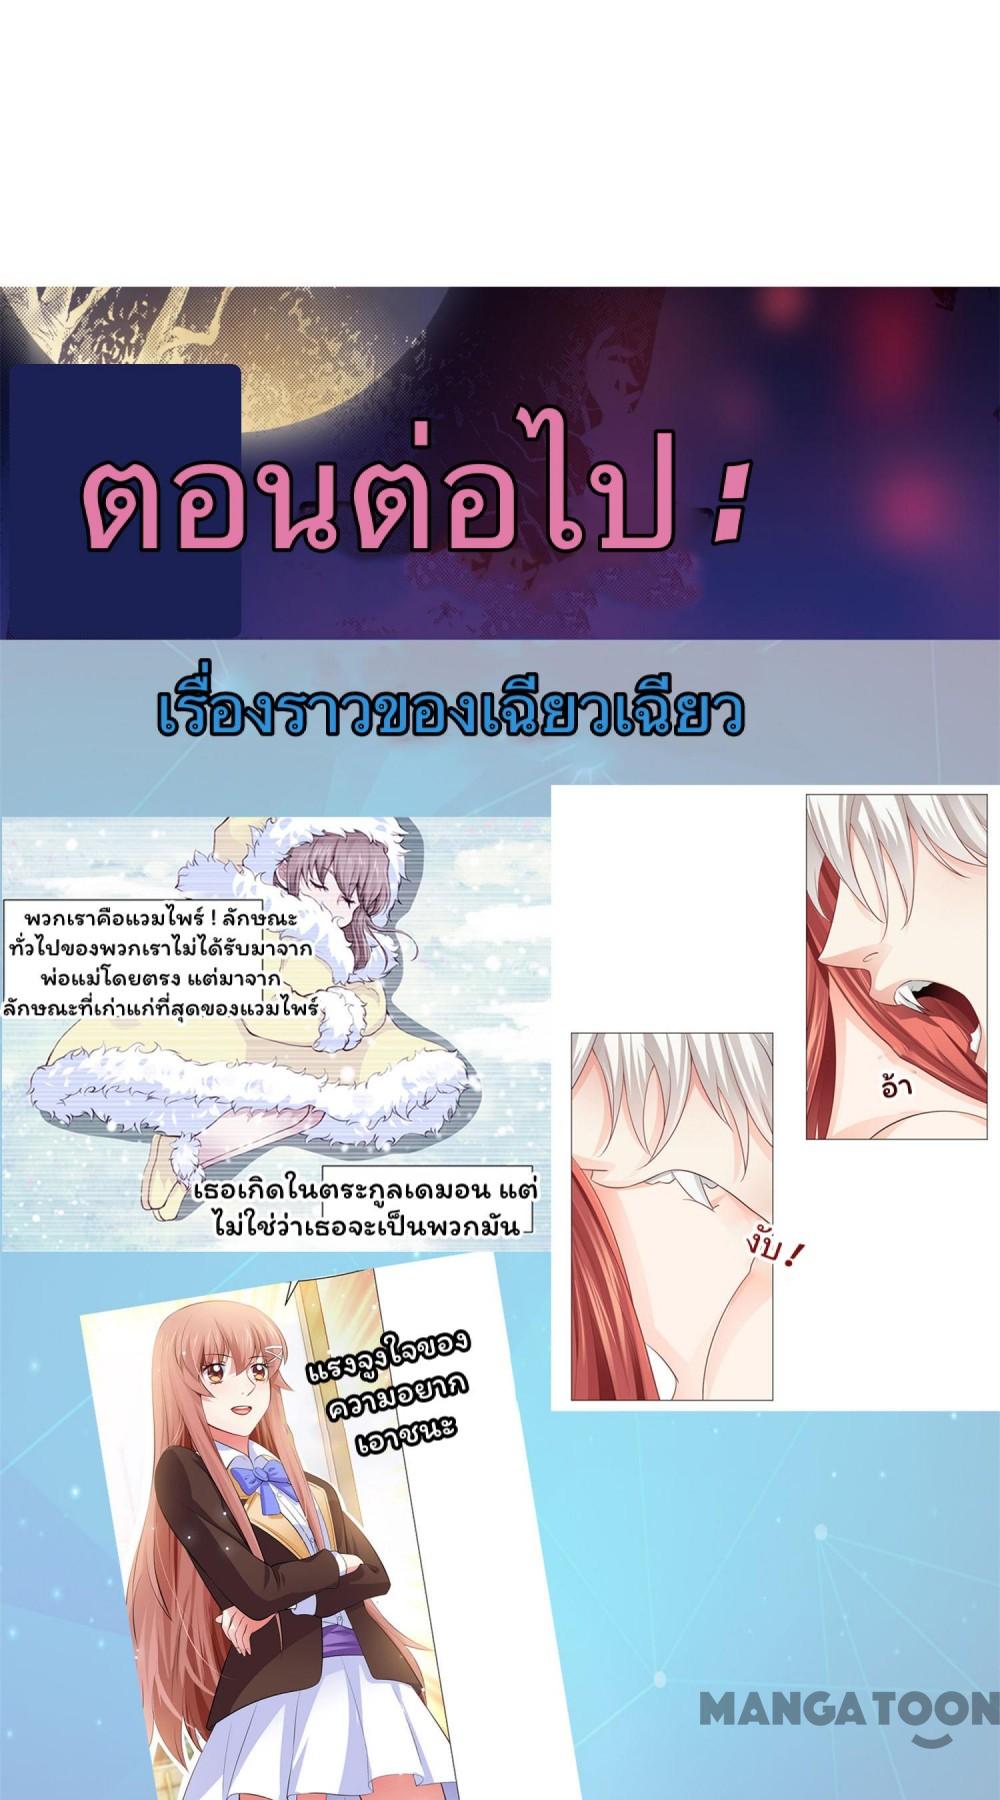 ตอนต่อไป :
เรื่องราวของเฉียวเฉียว
พวกเราคือแวมไพร์ ! ลักษณะ
ทั่วไปของพวกเราไม่ได้รับมาจาก
พ่อแม่โดยตรง แต่มาจาก
ลักษณะที่เก่าแก่ที่สุดของแวมไพร์
เธอเกิดในตระกูลเดมอน แต่
ไม่ใช่ว่าเธอจะเป็นพวกมัน
อ้า
งับ !
แรงจูงใจของ
ความอยาก
เอาชนะ
MANGATOON